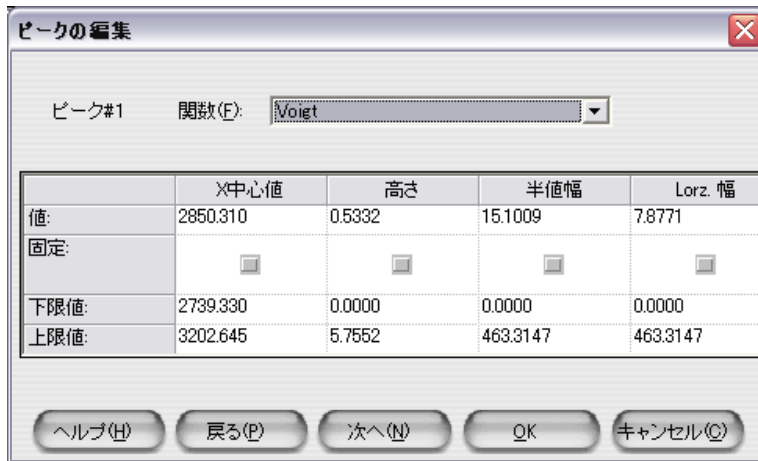 ピークの編集
ピーク#1 関数(F): Voigt
X中心値 高さ 半値幅 Lorz. 幅
値: 2850.310 0.5332 15.1009 7.8771
固定:
下限値: 2739.330 0.0000 0.0000 0.0000
上限値: 3202.645 5.7552 463.3147 463.3147
ヘルプ(H) 戻る(P) 次へ(N) OK キャンセル(C)